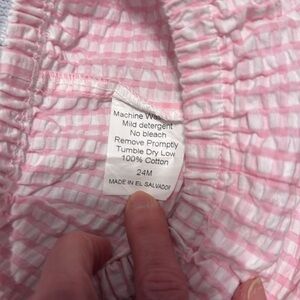 Machine Wash
Mild detergent
No bleach
Remove Promptly
Tumble Dry Low
100% Cotton
24M
MADE IN EL SALVADOR